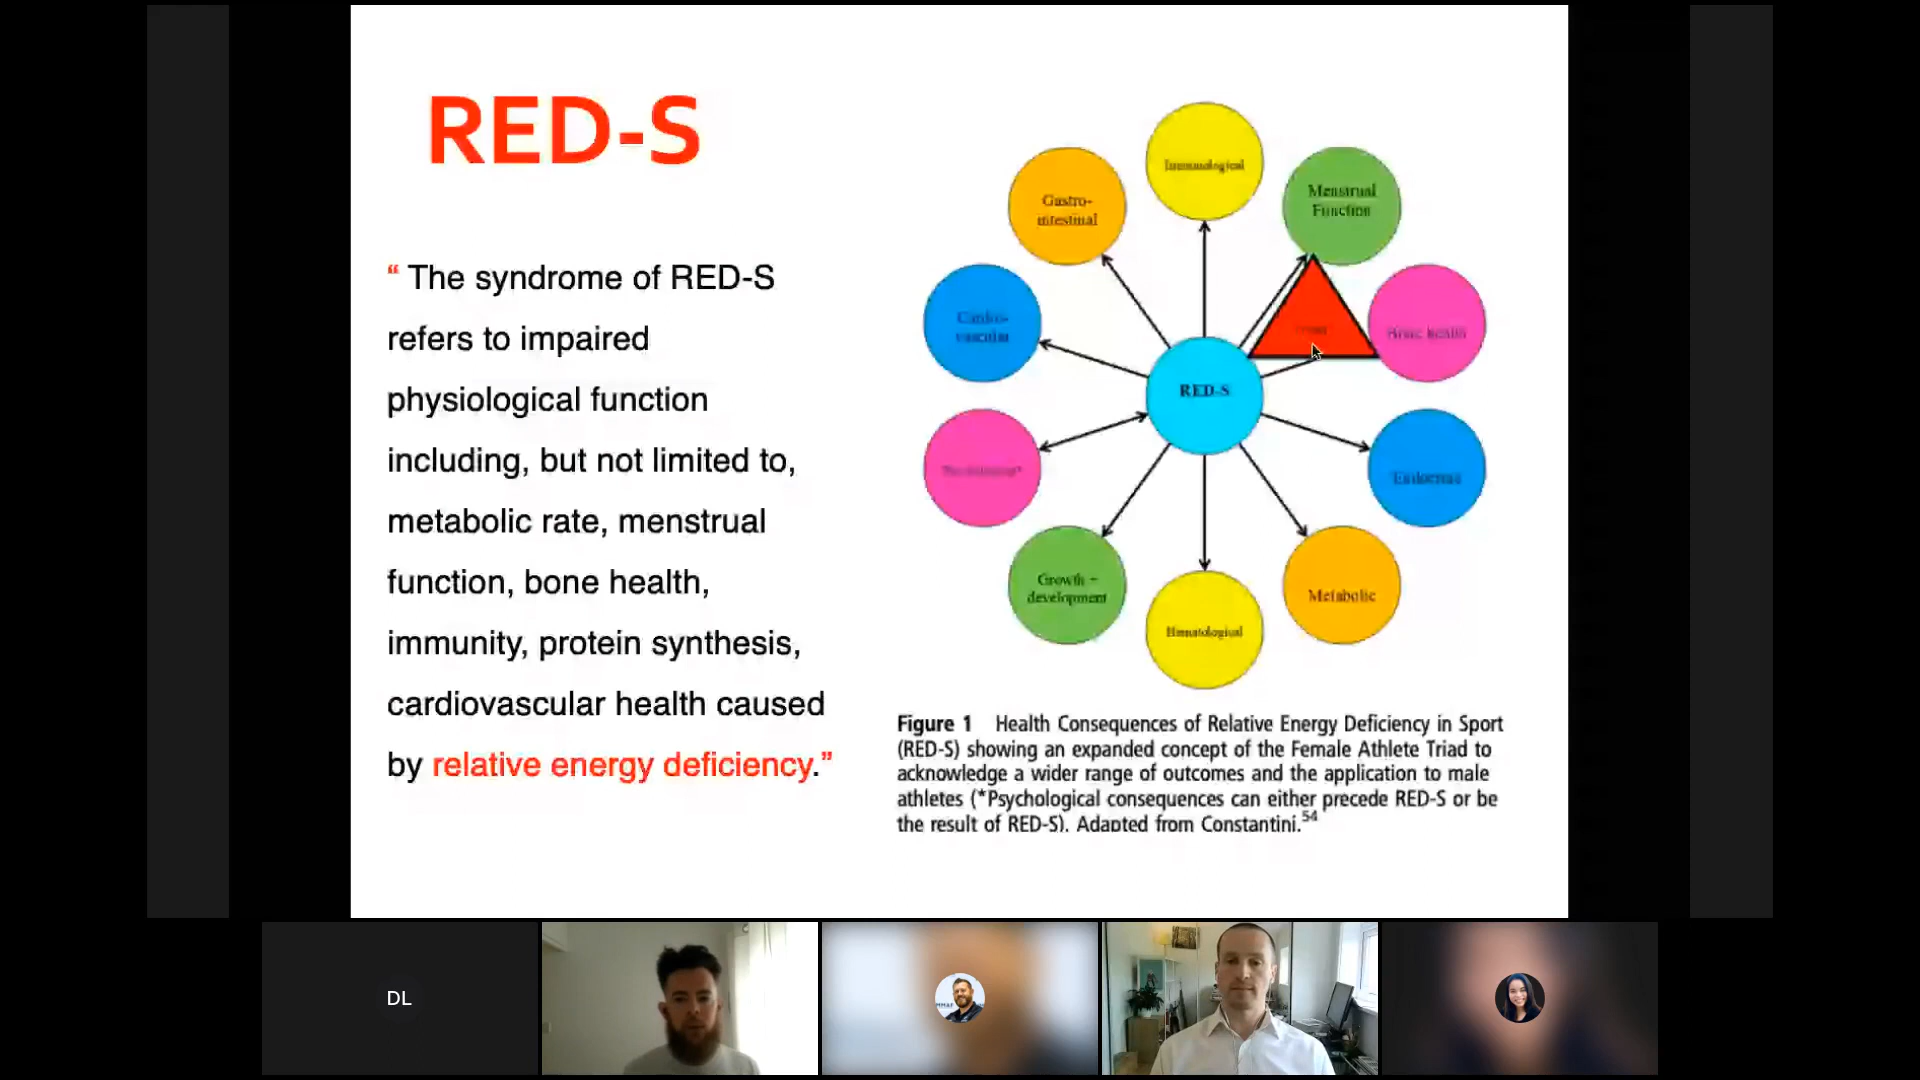 RED-S
“ The syndrome of RED-S
refers to impaired
physiological function
including, but not limited to,
metabolic rate, menstrual
function, bone health,
immunity, protein synthesis,
cardiovascular health caused
by relative energy deficiency.”
Immunological
Gastro-
intestinal
Menstrual
Function
Cardio-
vascular
Bone health
RED-S
Endocrine
Growth +
development
Metabolic
Hematological
Figure 1 Health Consequences of Relative Energy Deficiency in Sport
(RED-S) showing an expanded concept of the Female Athlete Triad to
acknowledge a wider range of outcomes and the application to male
athletes (*Psychological consequences can either precede RED-S or be
the result of RED-S). Adapted from Constantini.54
DL